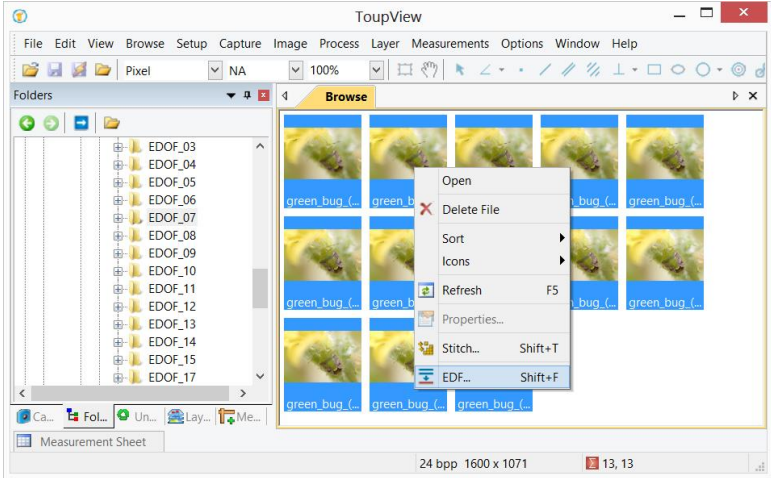 ToupView
File Edit View Browse Setup Capture Image Process Layer Measurements Options Window Help
Pixel NA 100%
Folders
Browse
EDOF_03
EDOF_04
EDOF_05
EDOF_06
EDOF_07
EDOF_08
EDOF_09
EDOF_10
EDOF_11
EDOF_12
EDOF_13
EDOF_14
EDOF_15
EDOF_17
green_bug_(... green_b bug_(... green_bug_(...
green_bug_(... bug_(... green_bug_(...
green_bug_(... green_bug_(... green_bug_(...
Open
Delete File
Sort
Icons
Refresh F5
Properties...
Stitch... Shift+T
EDF... Shift+F
Ca... Fol... Un... Lay... Me...
Measurement Sheet
24 bpp 1600 x 1071 13, 13